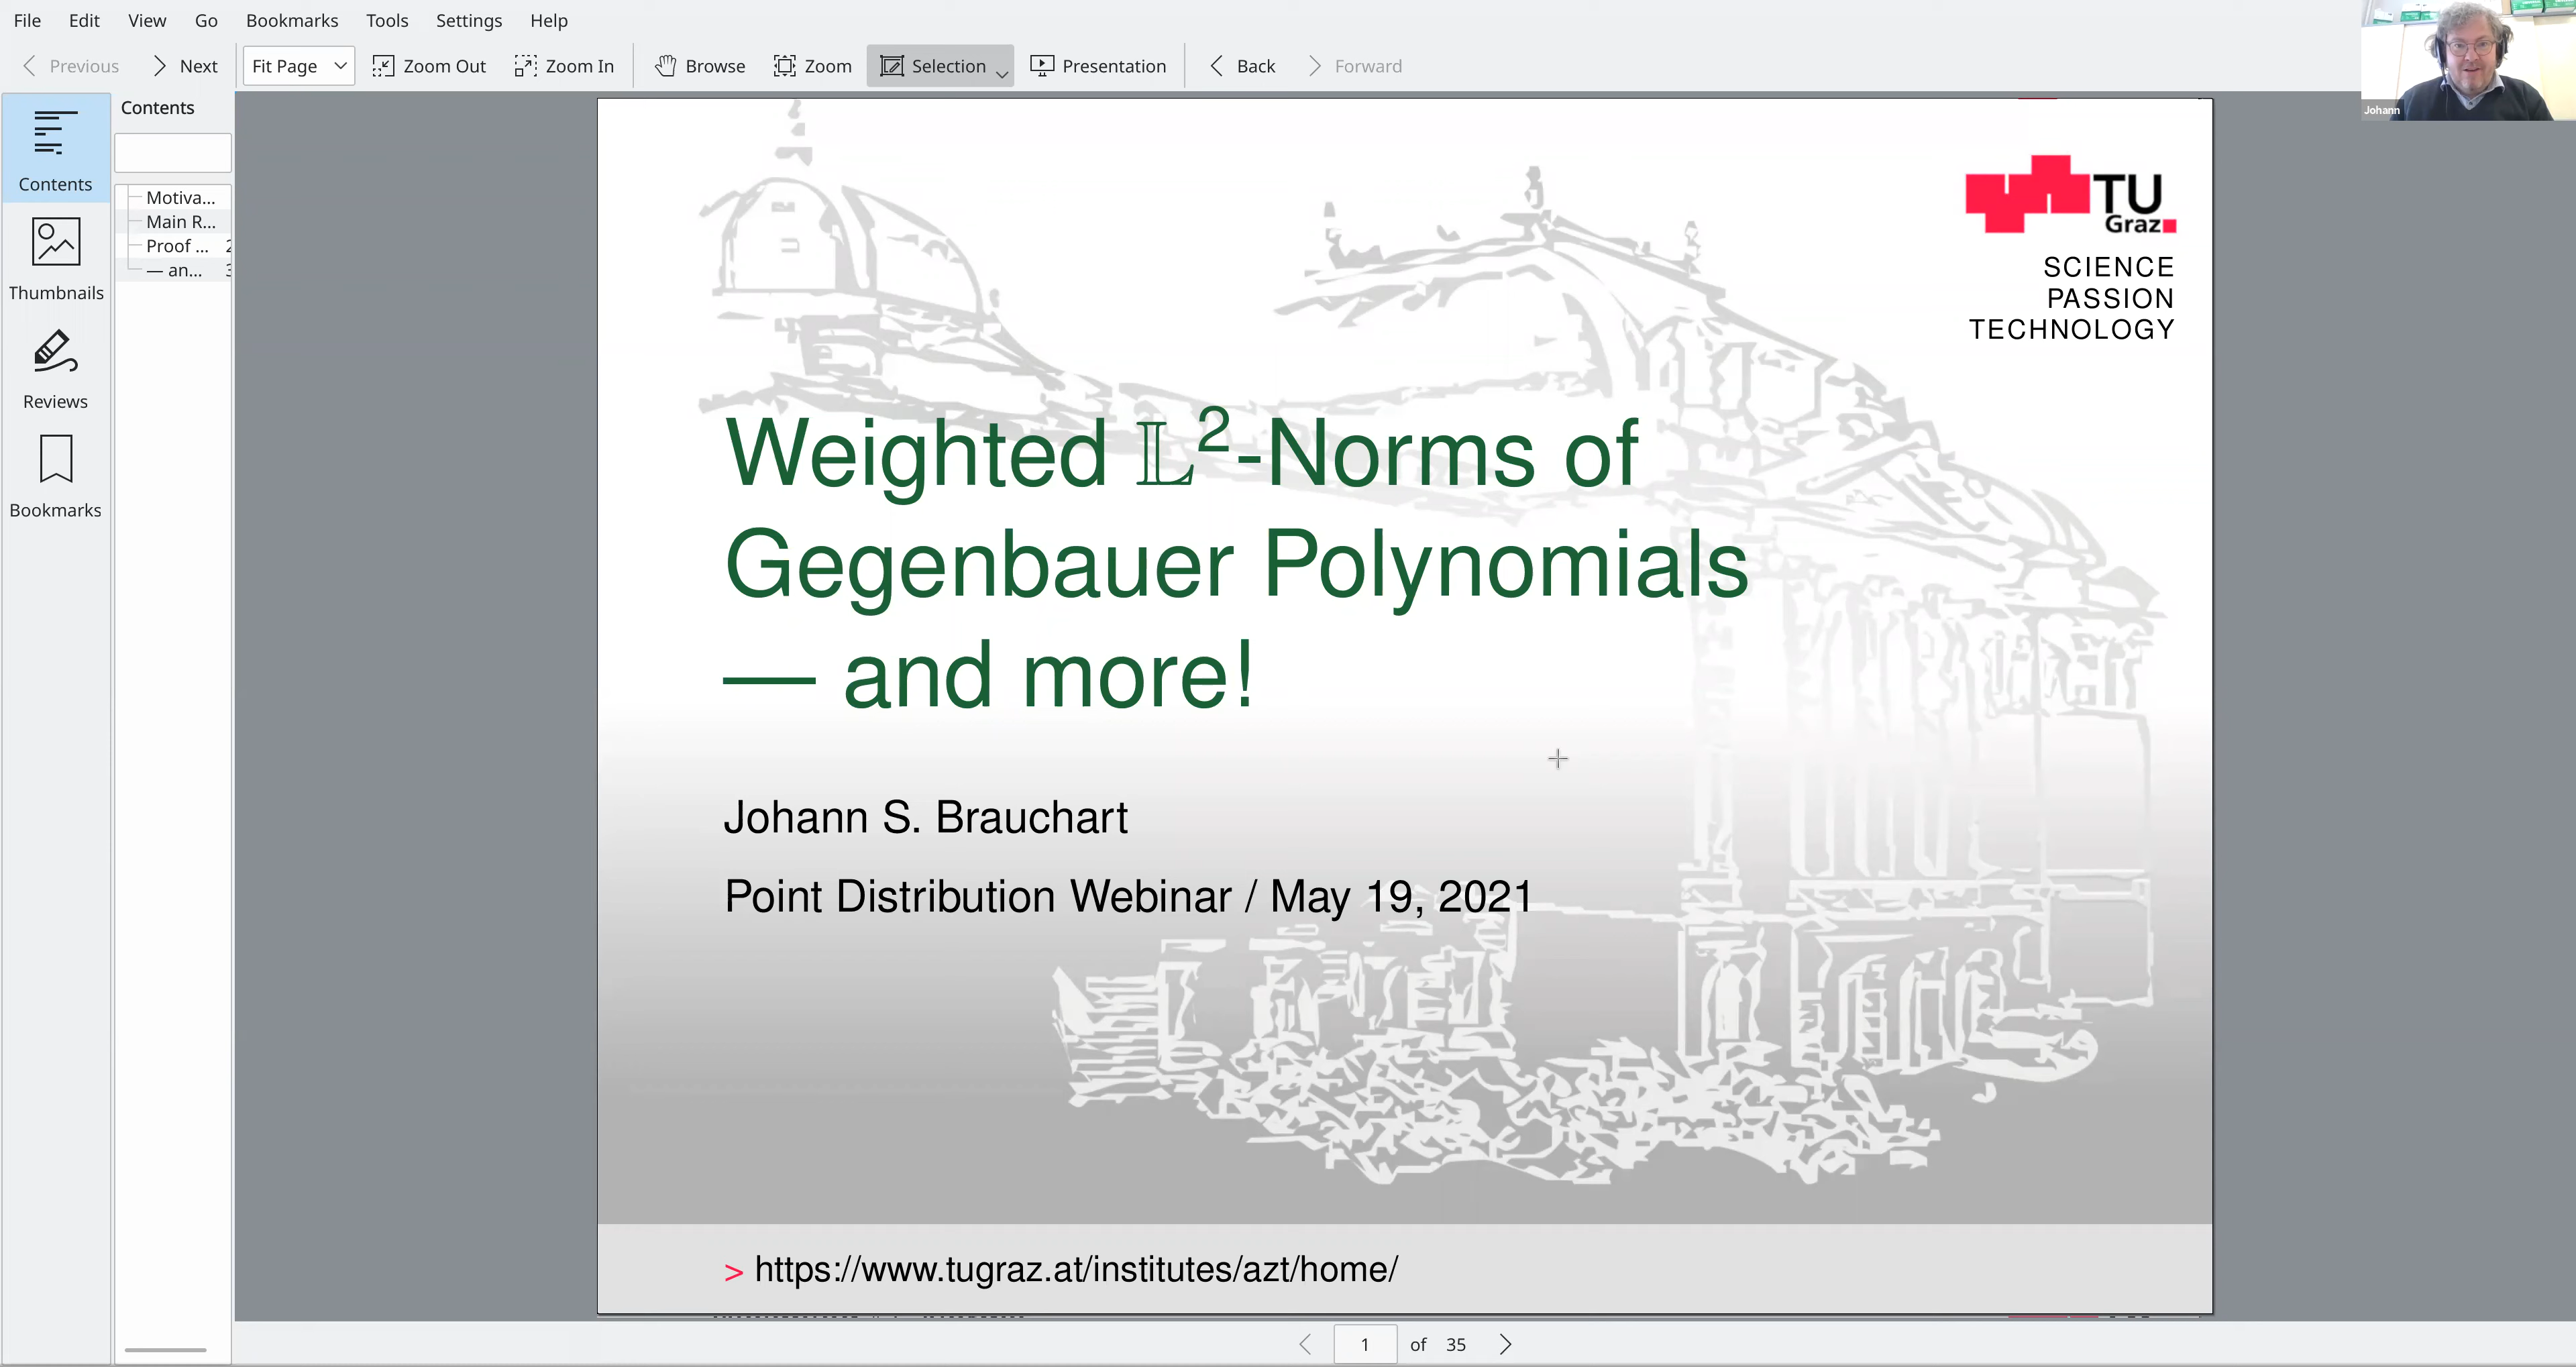 File Edit View Go Bookmarks Tools Settings Help
Previous Next Fit Page Zoom Out Zoom In Browse Zoom Selection Presentation Back Forward
Johann
Contents
Thumbnails
Reviews
Bookmarks
Contents
Motiva...
Main R...
Proof ... 2
— an... 3
TU
Graz
SCIENCE
PASSION
TECHNOLOGY
Weighted 𝕃²-Norms of
Gegenbauer Polynomials
— and more!
Johann S. Brauchart
Point Distribution Webinar / May 19, 2021
> https://www.tugraz.at/institutes/azt/home/
1 of 35